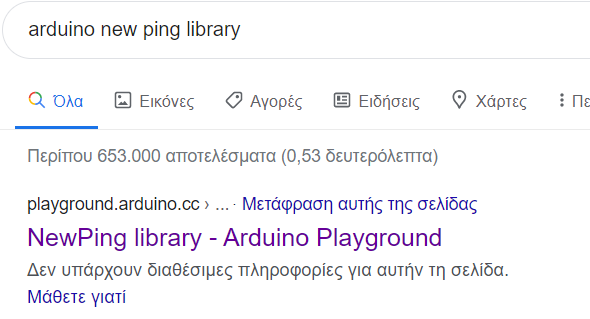 arduino new ping library
Όλα Εικόνες Αγορές Ειδήσεις Χάρτες Πε
Περίπου 653.000 αποτελέσματα (0,53 δευτερόλεπτα)
playground.arduino.cc › ... · Μετάφραση αυτής της σελίδας
NewPing library - Arduino Playground
Δεν υπάρχουν διαθέσιμες πληροφορίες για αυτήν τη σελίδα.
Μάθετε γιατί